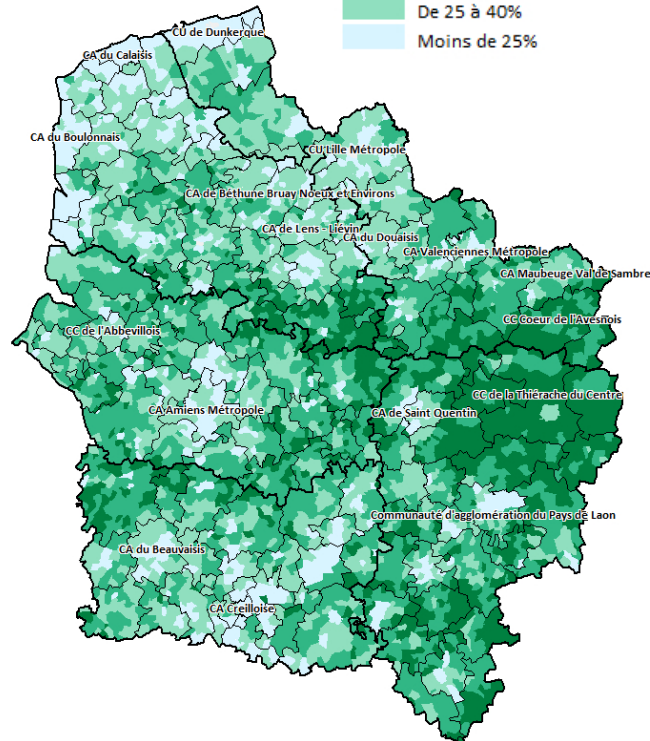 De 25 à 40%
Moins de 25%
CU de Dunkerque
CA du Calaisis
CA du Boulonnais
CU Lille Métropole
CA de Béthune Bruay Noeux et Environs
CA de Lens - Liévin
CA du Douaisis
CA Valenciennes Métropole
CA Maubeuge Val de Sambre
CC Coeur de l'Avesnois
CC de l'Abbevillois
CC de la Thiérache du Centre
CA Amiens Métropole
CA de Saint Quentin
Communauté d'agglomération du Pays de Laon
CA du Beauvaisis
CA Creilloise